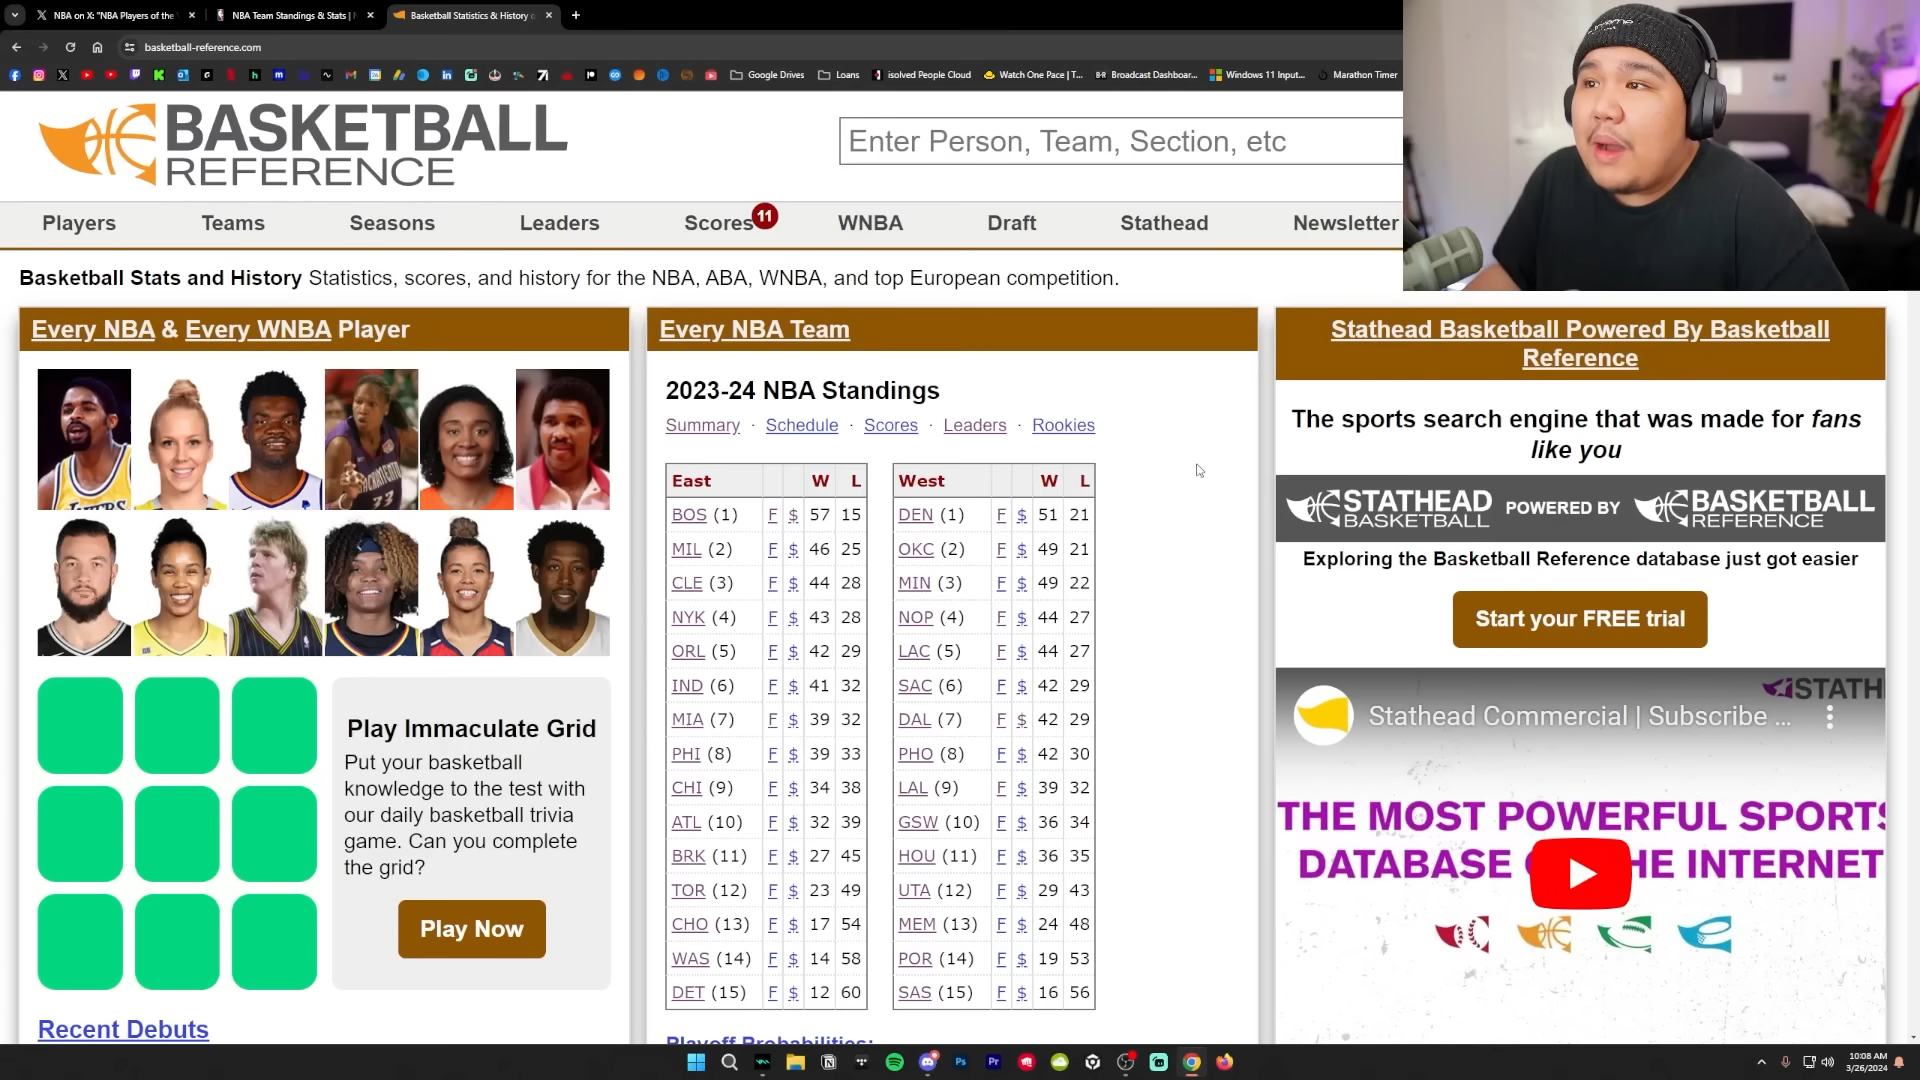 NBA on X: "NBA Players of the
NBA Team Standings & Stats |
Basketball Statistics & History
basketball-reference.com
Google Drives
Loans
isolved People Cloud
Watch One Pace | T...
Broadcast Dashboar...
Windows 11 Input...
Marathon Timer
BASKETBALL
REFERENCE
Enter Person, Team, Section, etc
Players
Teams
Seasons
Leaders
Scores 11
WNBA
Draft
Stathead
Newsletter
Basketball Stats and History Statistics, scores, and history for the NBA, ABA, WNBA, and top European competition.
Every NBA & Every WNBA Player
LAKERS
SACRAMENTO
33
Play Immaculate Grid
Put your basketball
knowledge to the test with
our daily basketball trivia
game. Can you complete
the grid?
Play Now
Recent Debuts
Every NBA Team
2023-24 NBA Standings
Summary · Schedule · Scores · Leaders · Rookies
East W L
BOS (1) F $ 57 15
MIL (2) F $ 46 25
CLE (3) F $ 44 28
NYK (4) F $ 43 28
ORL (5) F $ 42 29
IND (6) F $ 41 32
MIA (7) F $ 39 32
PHI (8) F $ 39 33
CHI (9) F $ 34 38
ATL (10) F $ 32 39
BRK (11) F $ 27 45
TOR (12) F $ 23 49
CHO (13) F $ 17 54
WAS (14) F $ 14 58
DET (15) F $ 12 60
West W L
DEN (1) F $ 51 21
OKC (2) F $ 49 21
MIN (3) F $ 49 22
NOP (4) F $ 44 27
LAC (5) F $ 44 27
SAC (6) F $ 42 29
DAL (7) F $ 42 29
PHO (8) F $ 42 30
LAL (9) F $ 39 32
GSW (10) F $ 36 34
HOU (11) F $ 36 35
UTA (12) F $ 29 43
MEM (13) F $ 24 48
POR (14) F $ 19 53
SAS (15) F $ 16 56
Playoff Probabilities:
Stathead Basketball Powered By Basketball
Reference
The sports search engine that was made for fans
like you
STATHEAD
BASKETBALL
POWERED BY
BASKETBALL
REFERENCE
Exploring the Basketball Reference database just got easier
Start your FREE trial
STATH
Stathead Commercial | Subscribe ...
THE MOST POWERFUL SPORTS
DATABASE HE INTERNET
10:08 AM
3/26/2024